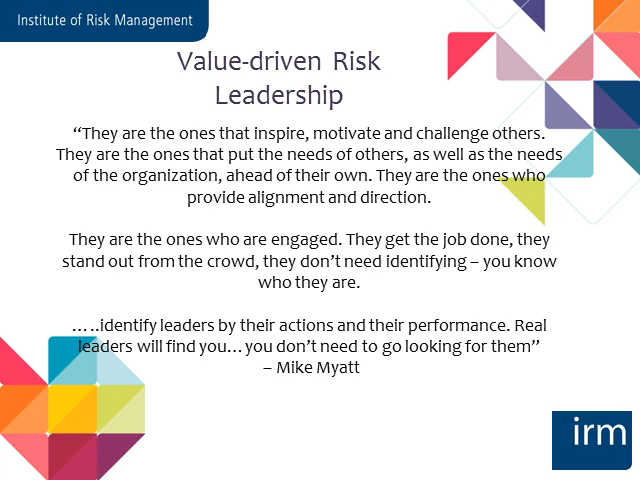 Institute of Risk Management
Value-driven Risk
Leadership
“They are the ones that inspire, motivate and challenge others.
They are the ones that put the needs of others, as well as the needs
of the organization, ahead of their own. They are the ones who
provide alignment and direction.
They are the ones who are engaged. They get the job done, they
stand out from the crowd, they don’t need identifying – you know
who they are.
…..identify leaders by their actions and their performance. Real
leaders will find you…you don’t need to go looking for them”
– Mike Myatt
irm